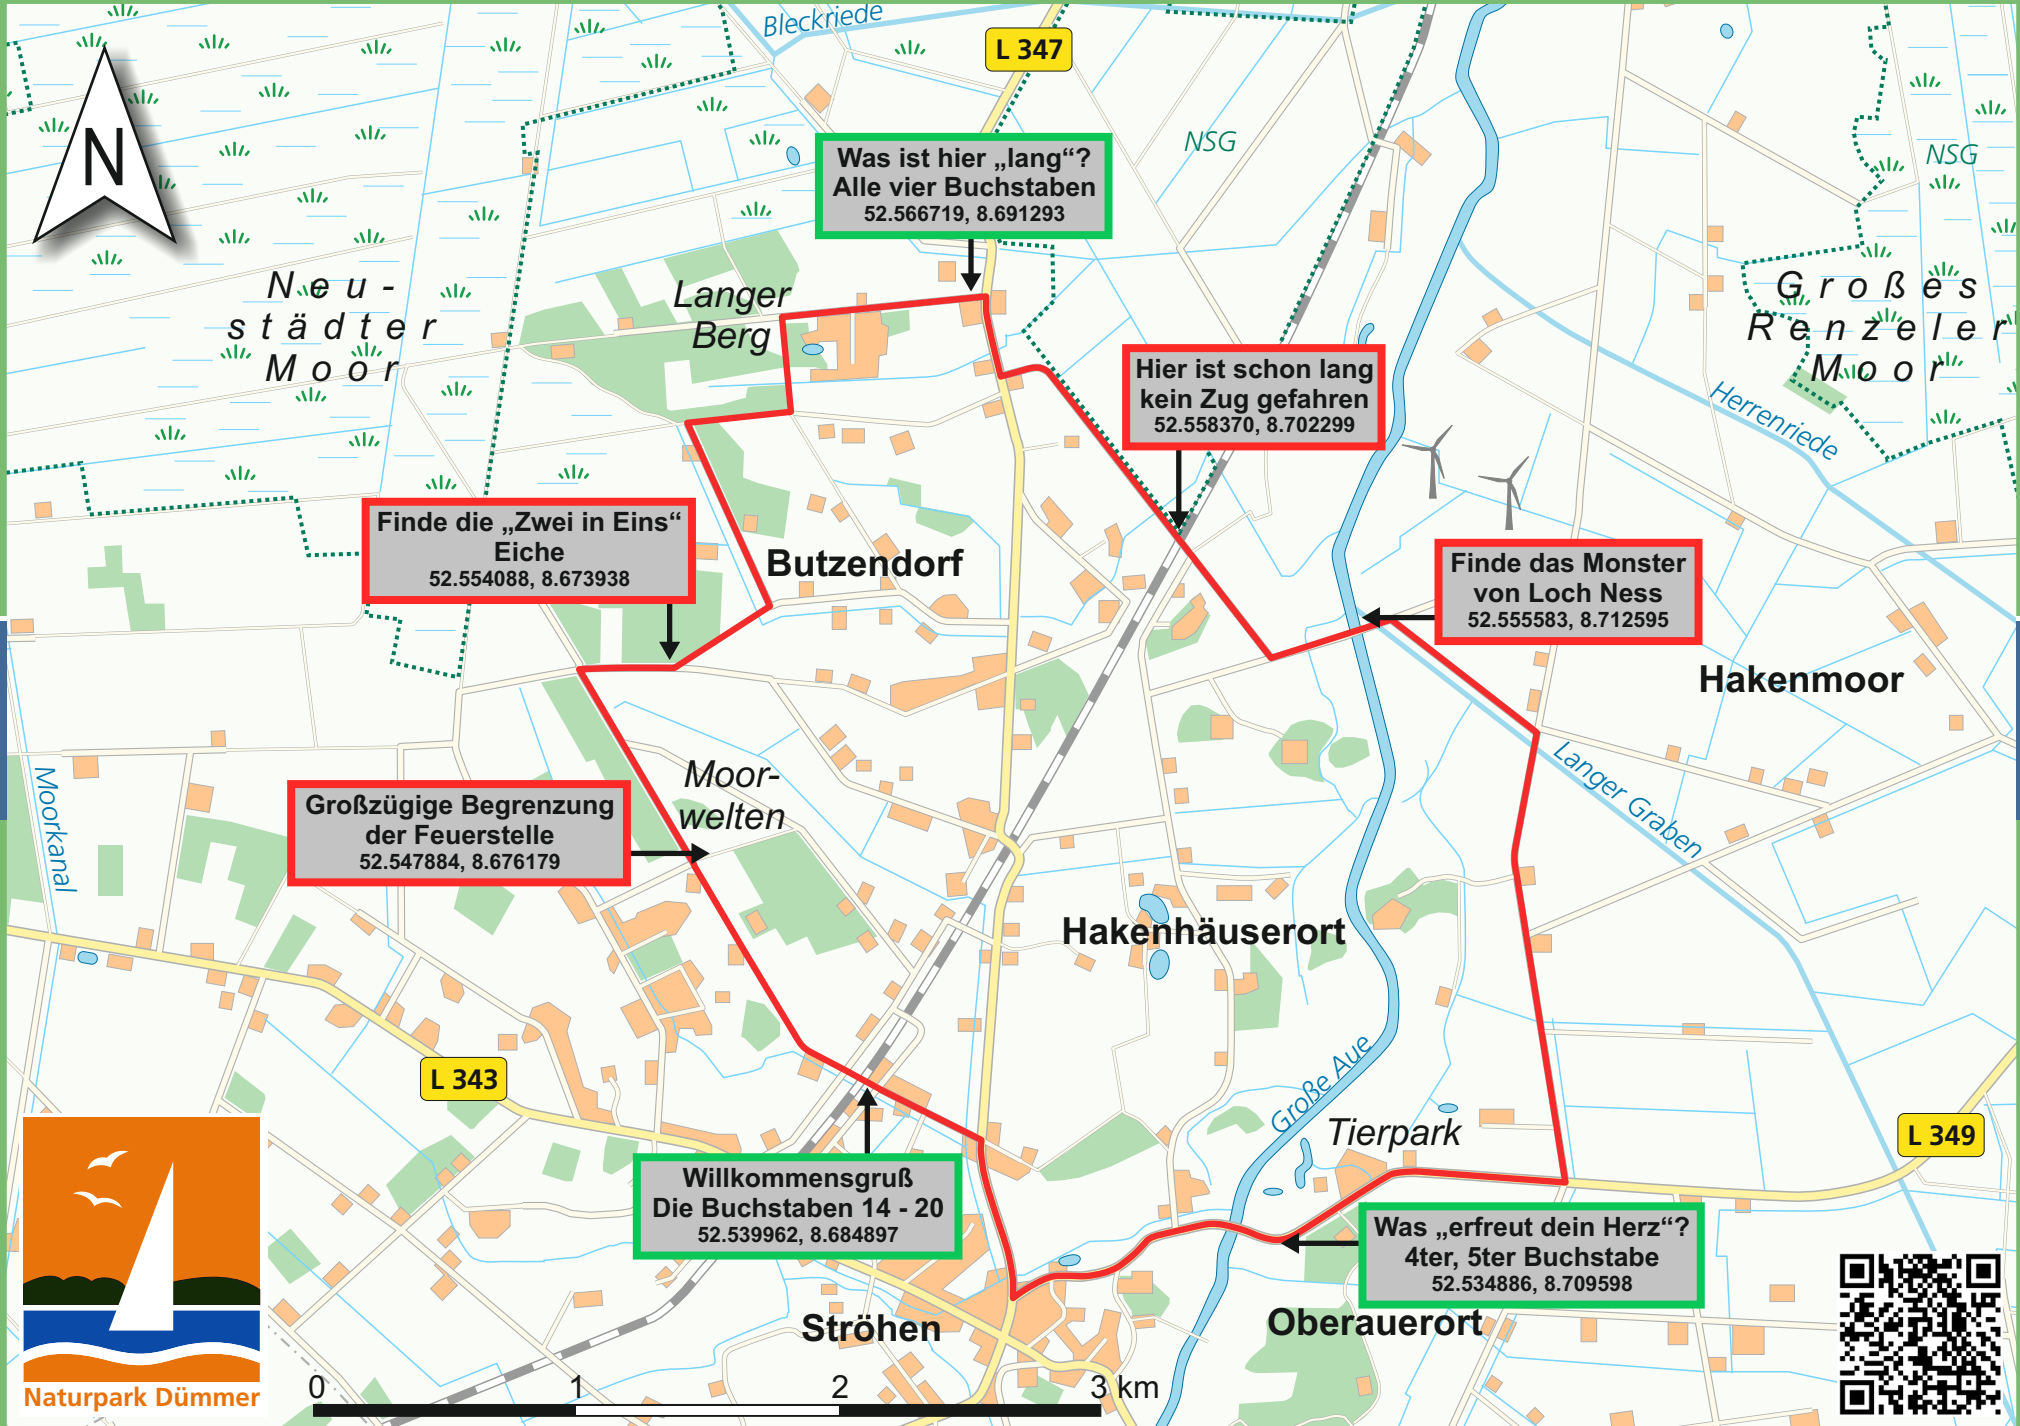 Bleckriede
L 347
N
NSG
NSG
Was ist hier „lang“?
Alle vier Buchstaben
52.566719, 8.691293
Neu-
städter
Moor
Langer
Berg
Großes
Renzeler
Moor
Hier ist schon lang
kein Zug gefahren
52.558370, 8.702299
Herrenriede
Finde die „Zwei in Eins“
Eiche
52.554088, 8.673938
Butzendorf
Finde das Monster
von Loch Ness
52.555583, 8.712595
Hakenmoor
Moorkanal
Moor-
welten
Langer Graben
Großzügige Begrenzung
der Feuerstelle
52.547884, 8.676179
Hakenhäuserort
L 343
Große Aue
Tierpark
L 349
Willkommensgruß
Die Buchstaben 14 - 20
52.539962, 8.684897
Was „erfreut dein Herz“?
4ter, 5ter Buchstabe
52.534886, 8.709598
Ströhen
Oberauerort
Naturpark Dümmer
0 1 2 3 km